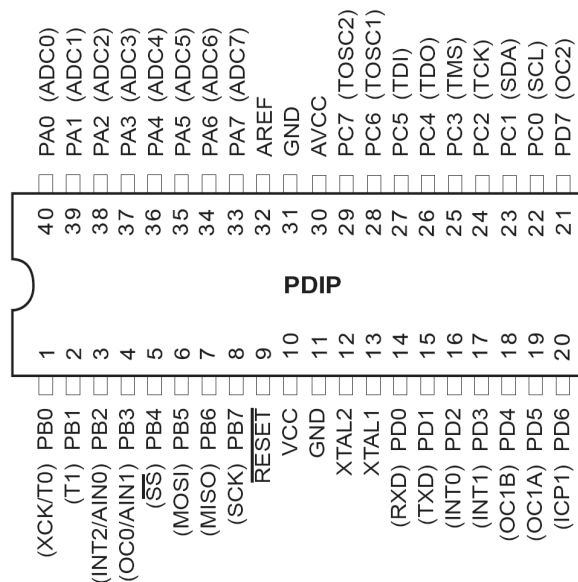 PA0 (ADC0)
PA1 (ADC1)
PA2 (ADC2)
PA3 (ADC3)
PA4 (ADC4)
PA5 (ADC5)
PA6 (ADC6)
PA7 (ADC7)
AREF
GND
AVCC
PC7 (TOSC2)
PC6 (TOSC1)
PC5 (TDI)
PC4 (TDO)
PC3 (TMS)
PC2 (TCK)
PC1 (SDA)
PC0 (SCL)
PD7 (OC2)
40 39 38 37 36 35 34 33 32 31 30 29 28 27 26 25 24 23 22 21
PDIP
1 2 3 4 5 6 7 8 9 10 11 12 13 14 15 16 17 18 19 20
(XCK/T0) PB0
(T1) PB1
(INT2/AIN0) PB2
(OC0/AIN1) PB3
(SS) PB4
(MOSI) PB5
(MISO) PB6
(SCK) PB7
RESET
VCC
GND
XTAL2
XTAL1
(RXD) PD0
(TXD) PD1
(INT0) PD2
(INT1) PD3
(OC1B) PD4
(OC1A) PD5
(ICP1) PD6